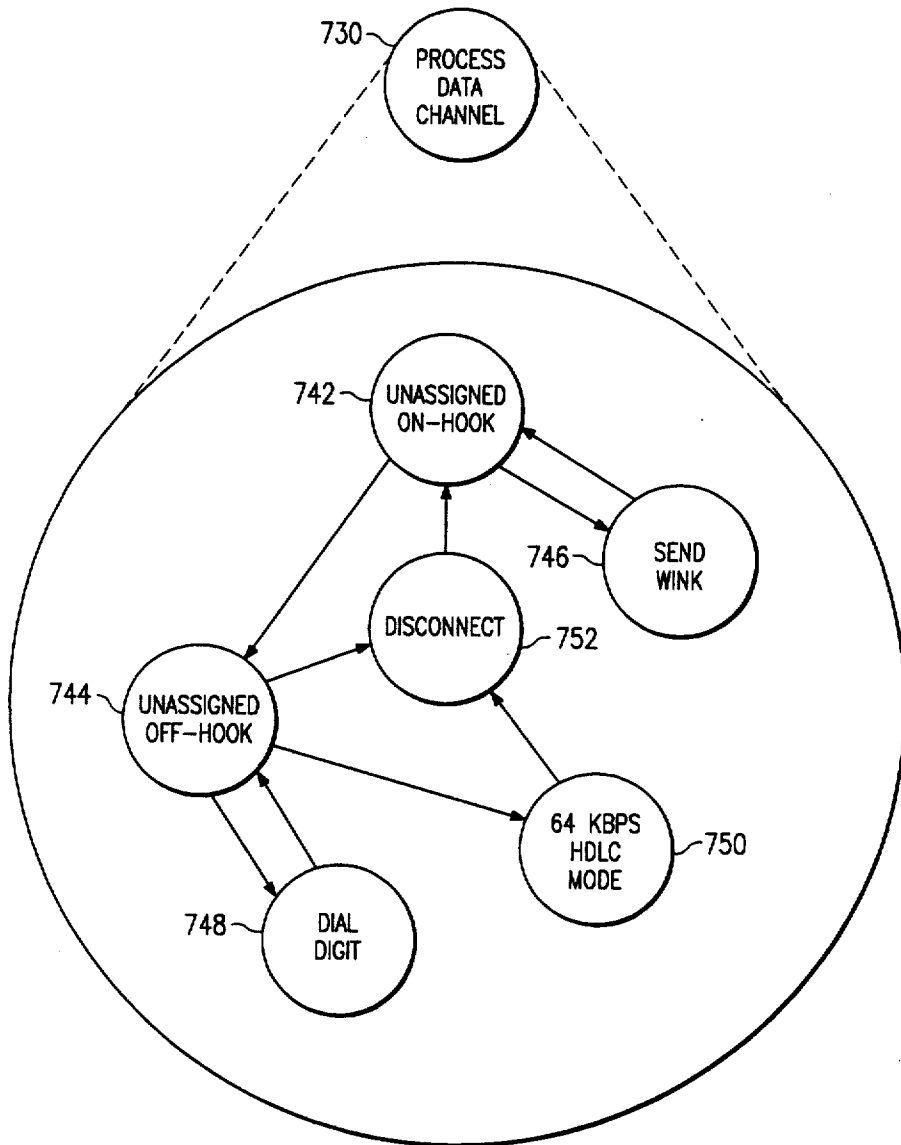 730
PROCESS
DATA
CHANNEL
742
UNASSIGNED
ON-HOOK
746
SEND
WINK
DISCONNECT
752
744
UNASSIGNED
OFF-HOOK
64 KBPS
HDLC
MODE
750
748
DIAL
DIGIT